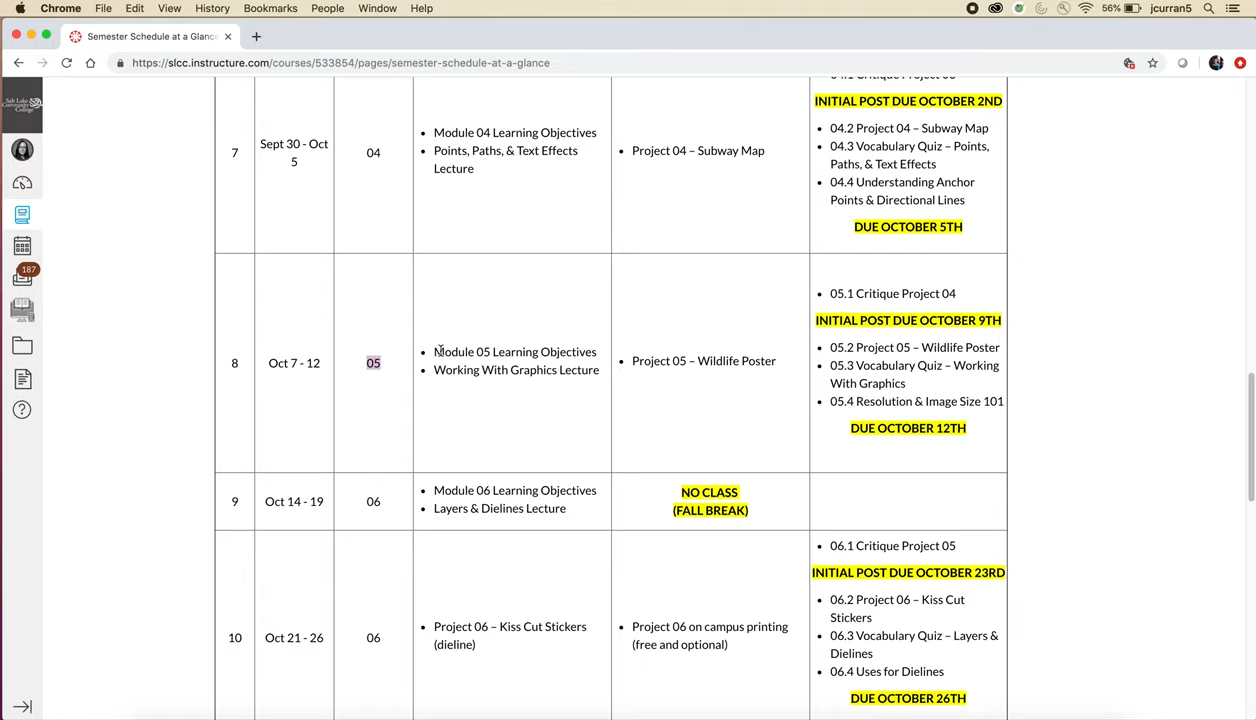 Chrome File Edit View History Bookmarks People Window Help 56% jcurran5
Semester Schedule at a Glance
https://slcc.instructure.com/courses/533854/pages/semester-schedule-at-a-glance
Salt Lake
Community
College
187
INITIAL POST DUE OCTOBER 2ND
7
Sept 30 - Oct
5
04
Module 04 Learning Objectives
Points, Paths, & Text Effects
Lecture
Project 04 – Subway Map
04.2 Project 04 – Subway Map
04.3 Vocabulary Quiz – Points,
Paths, & Text Effects
04.4 Understanding Anchor
Points & Directional Lines
DUE OCTOBER 5TH
8
Oct 7 - 12
05
Module 05 Learning Objectives
Working With Graphics Lecture
Project 05 – Wildlife Poster
05.1 Critique Project 04
INITIAL POST DUE OCTOBER 9TH
05.2 Project 05 – Wildlife Poster
05.3 Vocabulary Quiz – Working
With Graphics
05.4 Resolution & Image Size 101
DUE OCTOBER 12TH
9
Oct 14 - 19
06
Module 06 Learning Objectives
Layers & Dielines Lecture
NO CLASS
(FALL BREAK)
10
Oct 21 - 26
06
Project 06 – Kiss Cut Stickers
(dieline)
Project 06 on campus printing
(free and optional)
06.1 Critique Project 05
INITIAL POST DUE OCTOBER 23RD
06.2 Project 06 – Kiss Cut
Stickers
06.3 Vocabulary Quiz – Layers &
Dielines
06.4 Uses for Dielines
DUE OCTOBER 26TH